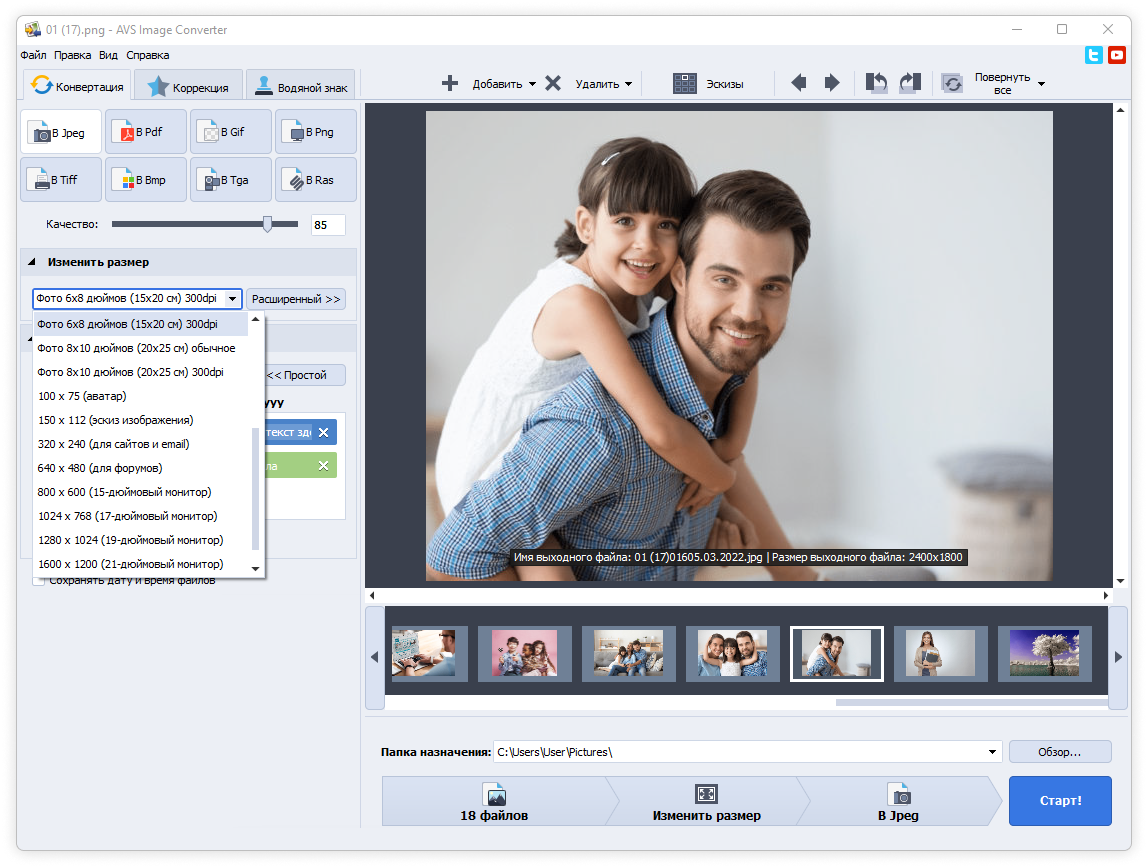 01 (17).png - AVS Image Converter
Файл Правка Вид Справка
Конвертация Коррекция Водяной знак
Добавить Удалить Эскизы Повернуть все
В Jpeg В Pdf В Gif В Png
В Tiff В Bmp В Tga В Ras
Качество: 85
Изменить размер
Фото 6x8 дюймов (15x20 см) 300dpi Расширенный >>
Фото 6x8 дюймов (15x20 см) 300dpi
Фото 8x10 дюймов (20x25 см) обычное
Фото 8x10 дюймов (20x25 см) 300dpi
<< Простой
100 x 75 (аватар)
yyy
150 x 112 (эскиз изображения)
текст
320 x 240 (для сайтов и email)
640 x 480 (для форумов)
800 x 600 (15-дюймовый монитор)
1024 x 768 (17-дюймовый монитор)
1280 x 1024 (19-дюймовый монитор)
1600 x 1200 (21-дюймовый монитор)
Сохранять дату и время файлов
Имя выходного файла: 01 (17)01605.03.2022.jpg | Размер выходного файла: 2400x1800
Папка назначения: C:\Users\User\Pictures\ Обзор...
18 файлов Изменить размер В Jpeg Старт!